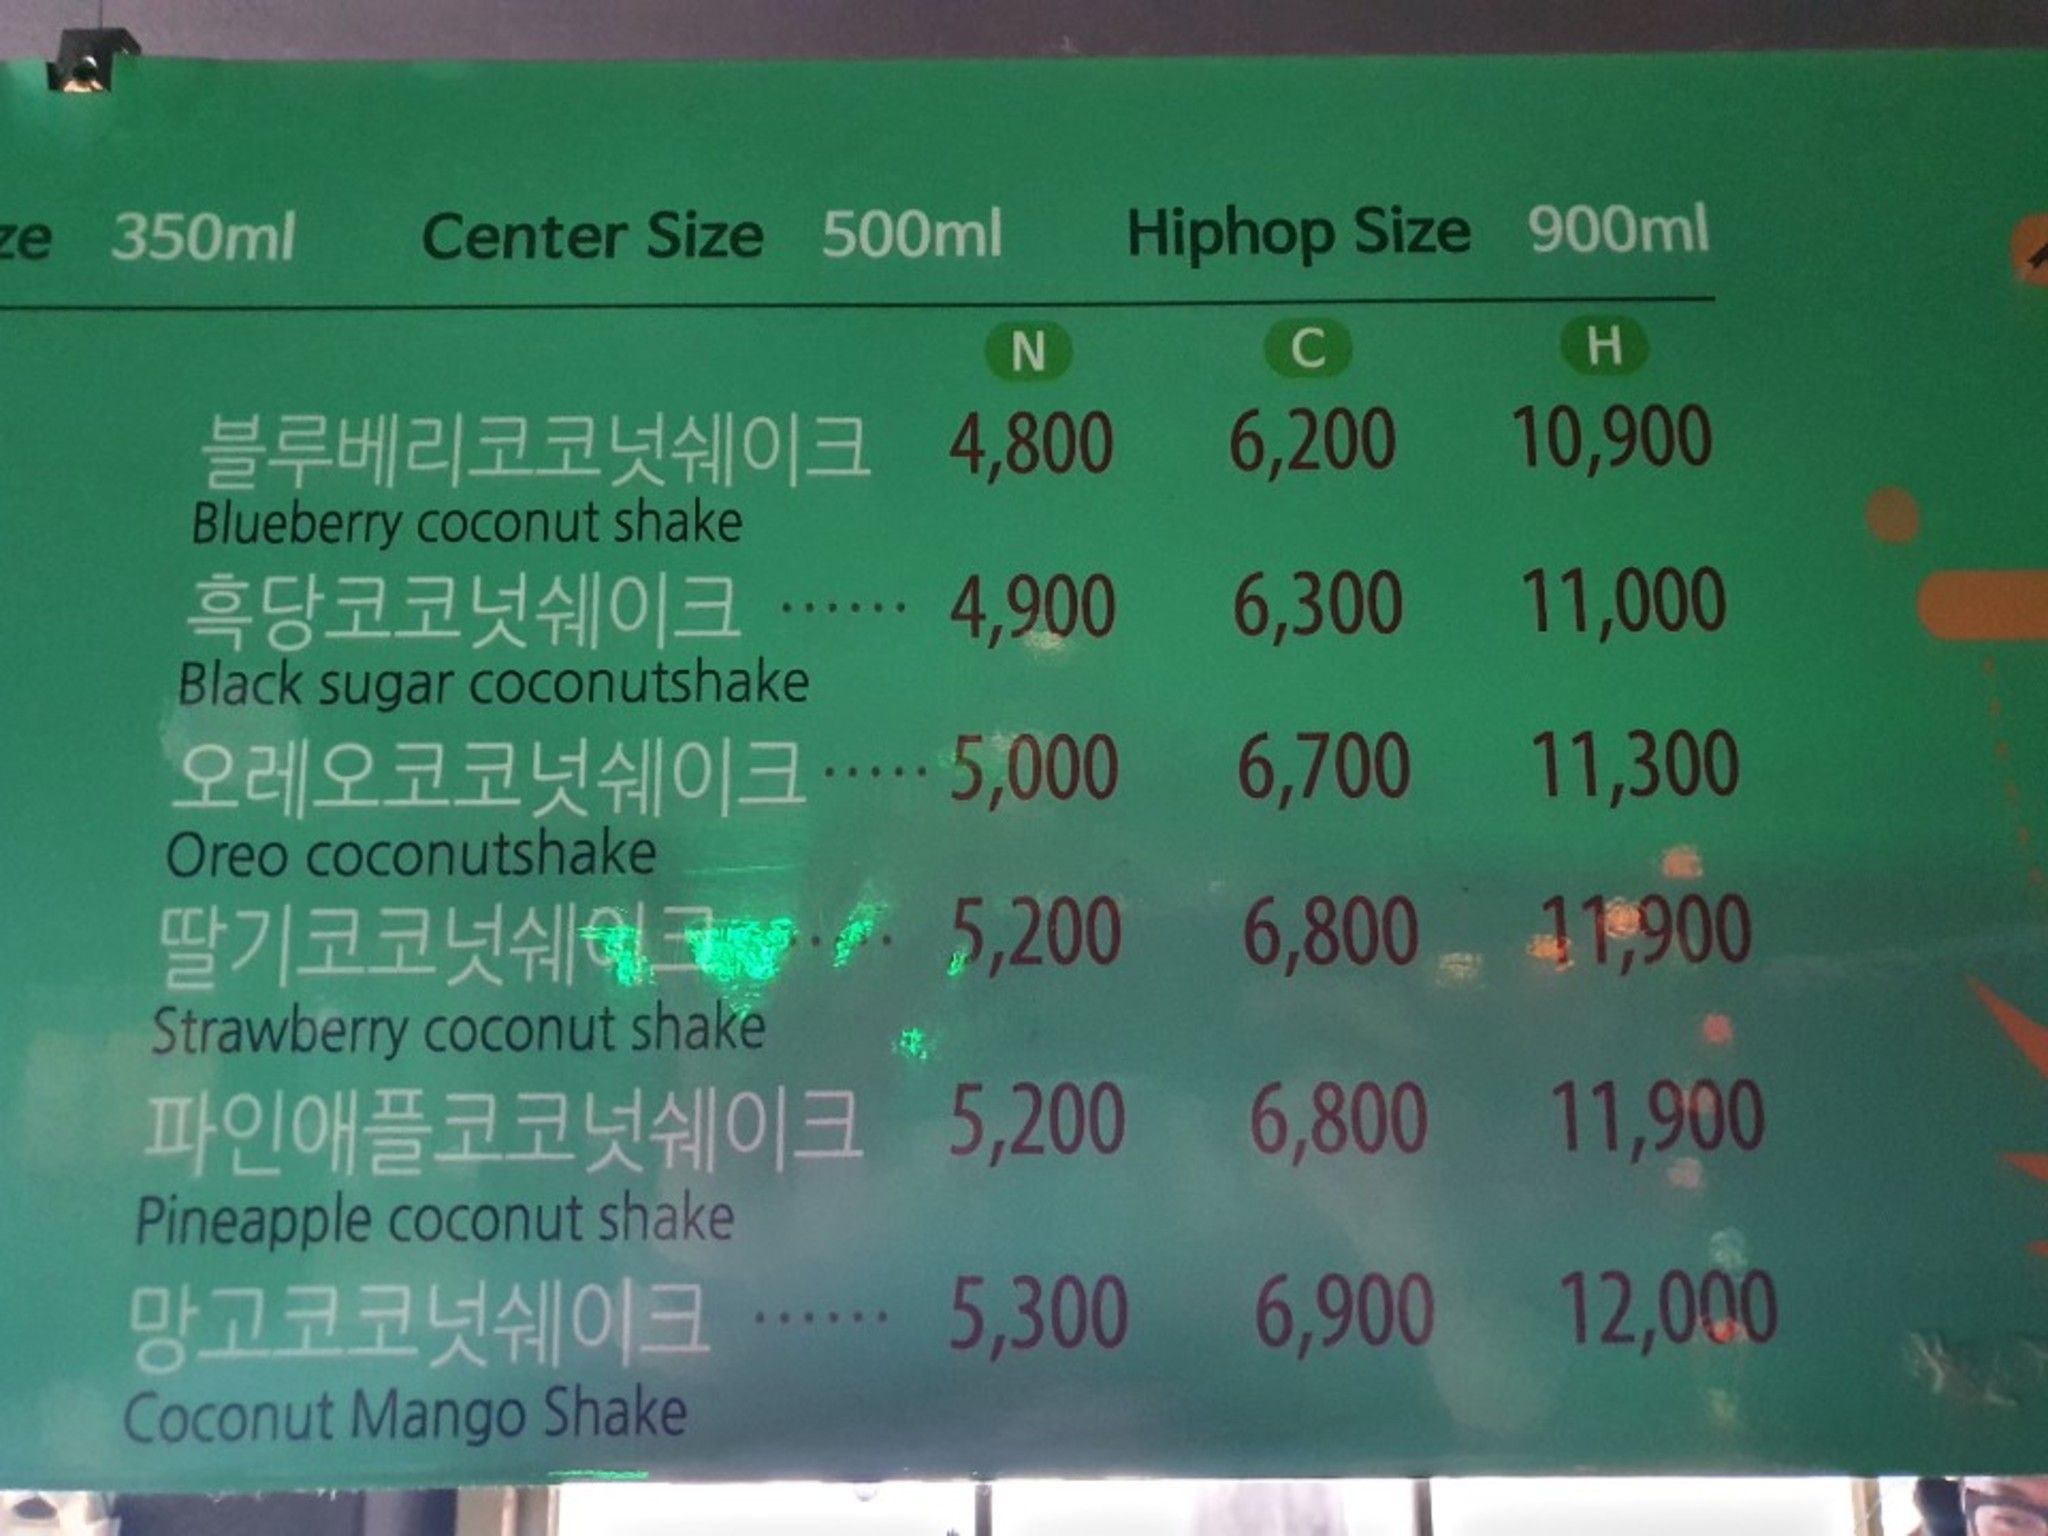 ze 350ml Center Size 500ml Hiphop Size 900ml
N C H
블루베리코코넛쉐이크 4,800 6,200 10,900
Blueberry coconut shake
흑당코코넛쉐이크 ...... 4,900 6,300 11,000
Black sugar coconutshake
오레오코코넛쉐이크 ..... 5,000 6,700 11,300
Oreo coconutshake
딸기코코넛쉐이크 ..... 5,200 6,800 11,900
Strawberry coconut shake
파인애플코코넛쉐이크 5,200 6,800 11,900
Pineapple coconut shake
망고코코넛쉐이크 ...... 5,300 6,900 12,000
Coconut Mango Shake